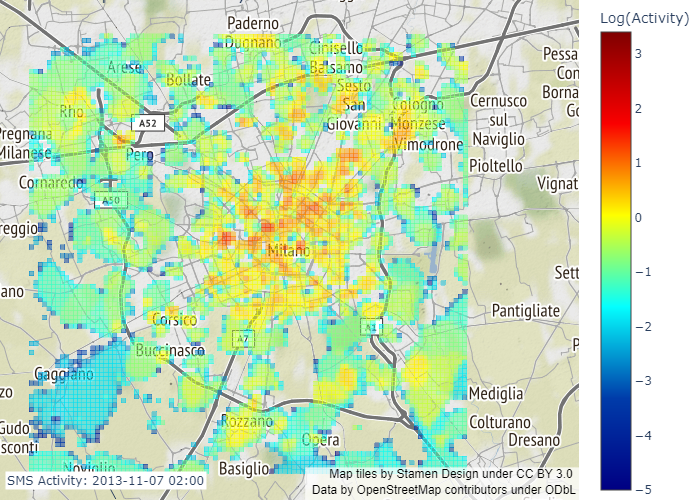 Log(Activity)
Paderno
Dugnano
Cinisello
Balsamo
Pessa
Arese
Bollate
Sesto
San
Giovanni
Cologno
Monzese
Cernusco
sul
Naviglio
Rho
A52
Pregnana
Milanese
Pero
Vimodrone
Pioltello
Cornaredo
A50
Vignat
reggio
Milano
Sett
ano
Corsico
A7
A1
Pantigliate
Buccinasco
Gaggiano
Mediglia
Rozzano
Opera
Colturano
Dresano
Gudo
sconti
Noviglio
Basiglio
SMS Activity: 2013-11-07 02:00
Map tiles by Stamen Design under CC BY 3.0
Data by OpenStreetMap contributors under ODbL
3
2
1
0
−1
−2
−3
−4
−5